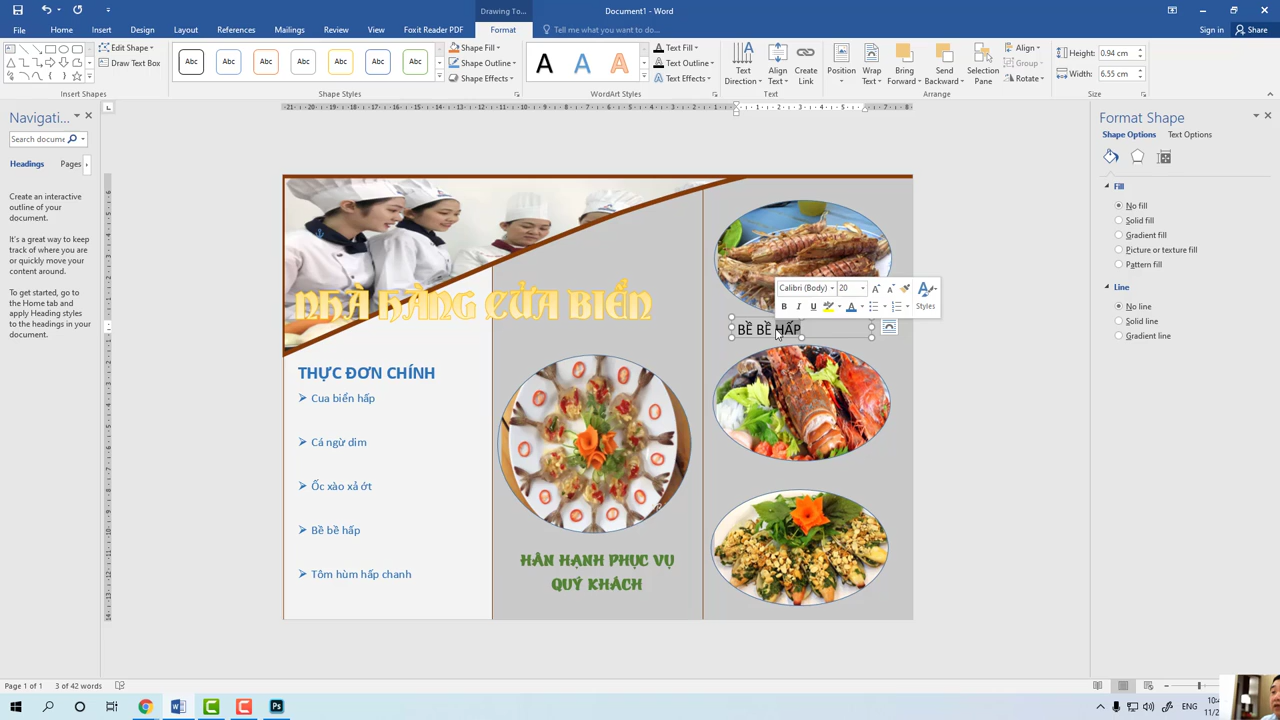 Drawing To...
Document1 - Word
File
Home
Insert
Design
Layout
References
Mailings
Review
View
Foxit Reader PDF
Format
Tell me what you want to do...
Sign in
Share
Edit Shape
Draw Text Box
Insert Shapes
Abc Abc Abc Abc Abc Abc Abc
Shape Fill
Shape Outline
Shape Effects
Shape Styles
A A A
Text Fill
Text Outline
Text Effects
WordArt Styles
Text Direction
Align Text
Create Link
Text
Position
Wrap Text
Bring Forward
Send Backward
Selection Pane
Align
Group
Rotate
Arrange
Height: 0.94 cm
Width: 6.55 cm
Size
Navigati...
Search docume
Headings
Pages
Create an interactive
outline of your
document.
It's a great way to keep
track of where you are
or quickly move your
content around.
To get started, go to
the Home tab and
apply Heading styles
to the headings in your
document.
NHÀ HÀNG CỬA BIỂN
THỰC ĐƠN CHÍNH
Cua biển hấp
Cá ngừ dim
Ốc xào xả ớt
Bề bề hấp
Tôm hùm hấp chanh
HÂN HẠNH PHỤC VỤ
QUÝ KHÁCH
Calibri (Body) 20
B I U
Styles
BỀ BỀ HẤP
Format Shape
Shape Options
Text Options
Fill
No fill
Solid fill
Gradient fill
Picture or texture fill
Pattern fill
Line
No line
Solid line
Gradient line
Page 1 of 1
3 of 42 words